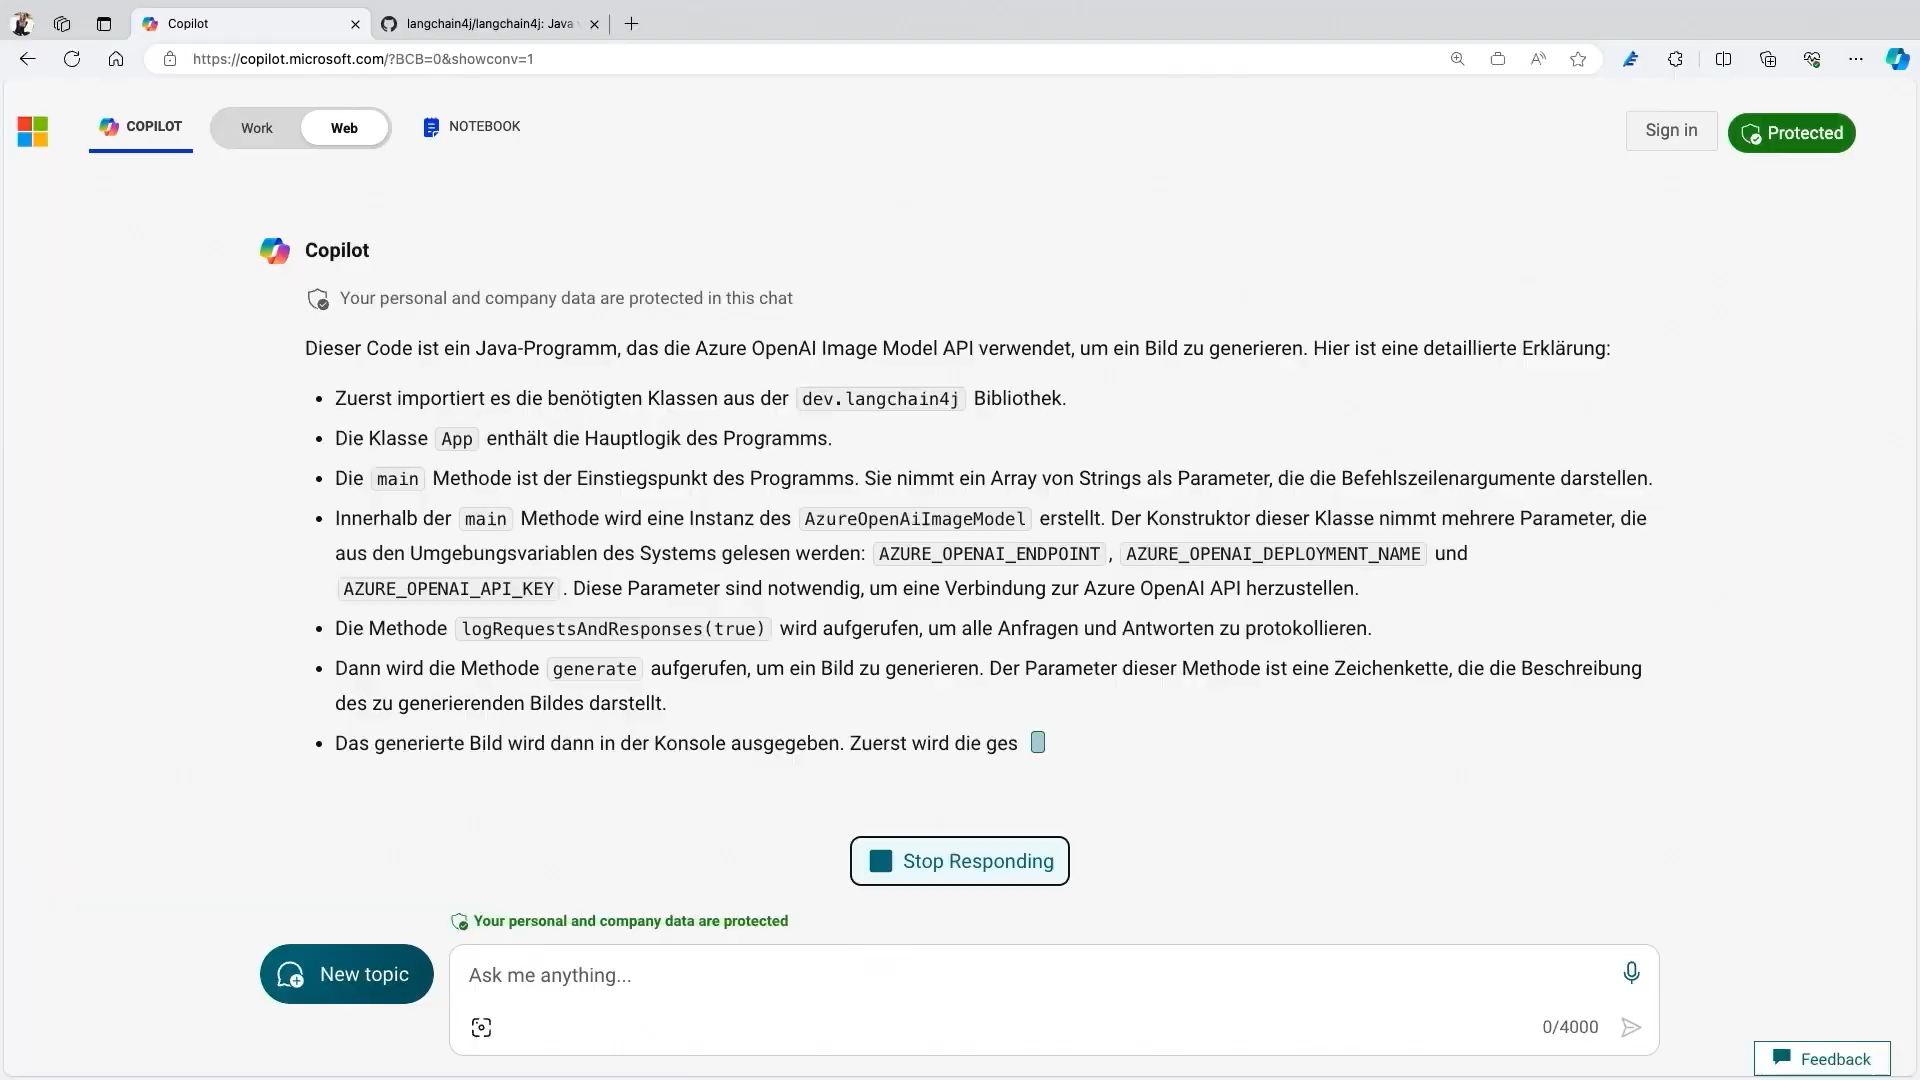 Copilot
langchain4j/langchain4j: Java
https://copilot.microsoft.com/?BCB=0&showconv=1
COPILOT
Work
Web
NOTEBOOK
Sign in
Protected
Copilot
Your personal and company data are protected in this chat
Dieser Code ist ein Java-Programm, das die Azure OpenAI Image Model API verwendet, um ein Bild zu generieren. Hier ist eine detaillierte Erklärung:
• Zuerst importiert es die benötigten Klassen aus der dev.langchain4j Bibliothek.
• Die Klasse App enthält die Hauptlogik des Programms.
• Die main Methode ist der Einstiegspunkt des Programms. Sie nimmt ein Array von Strings als Parameter, die die Befehlszeilenargumente darstellen.
• Innerhalb der main Methode wird eine Instanz des AzureOpenAiImageModel erstellt. Der Konstruktor dieser Klasse nimmt mehrere Parameter, die
aus den Umgebungsvariablen des Systems gelesen werden: AZURE_OPENAI_ENDPOINT , AZURE_OPENAI_DEPLOYMENT_NAME und
AZURE_OPENAI_API_KEY . Diese Parameter sind notwendig, um eine Verbindung zur Azure OpenAI API herzustellen.
• Die Methode logRequestsAndResponses(true) wird aufgerufen, um alle Anfragen und Antworten zu protokollieren.
• Dann wird die Methode generate aufgerufen, um ein Bild zu generieren. Der Parameter dieser Methode ist eine Zeichenkette, die die Beschreibung
des zu generierenden Bildes darstellt.
• Das generierte Bild wird dann in der Konsole ausgegeben. Zuerst wird die ges
Stop Responding
Your personal and company data are protected
New topic
Ask me anything...
0/4000
Feedback